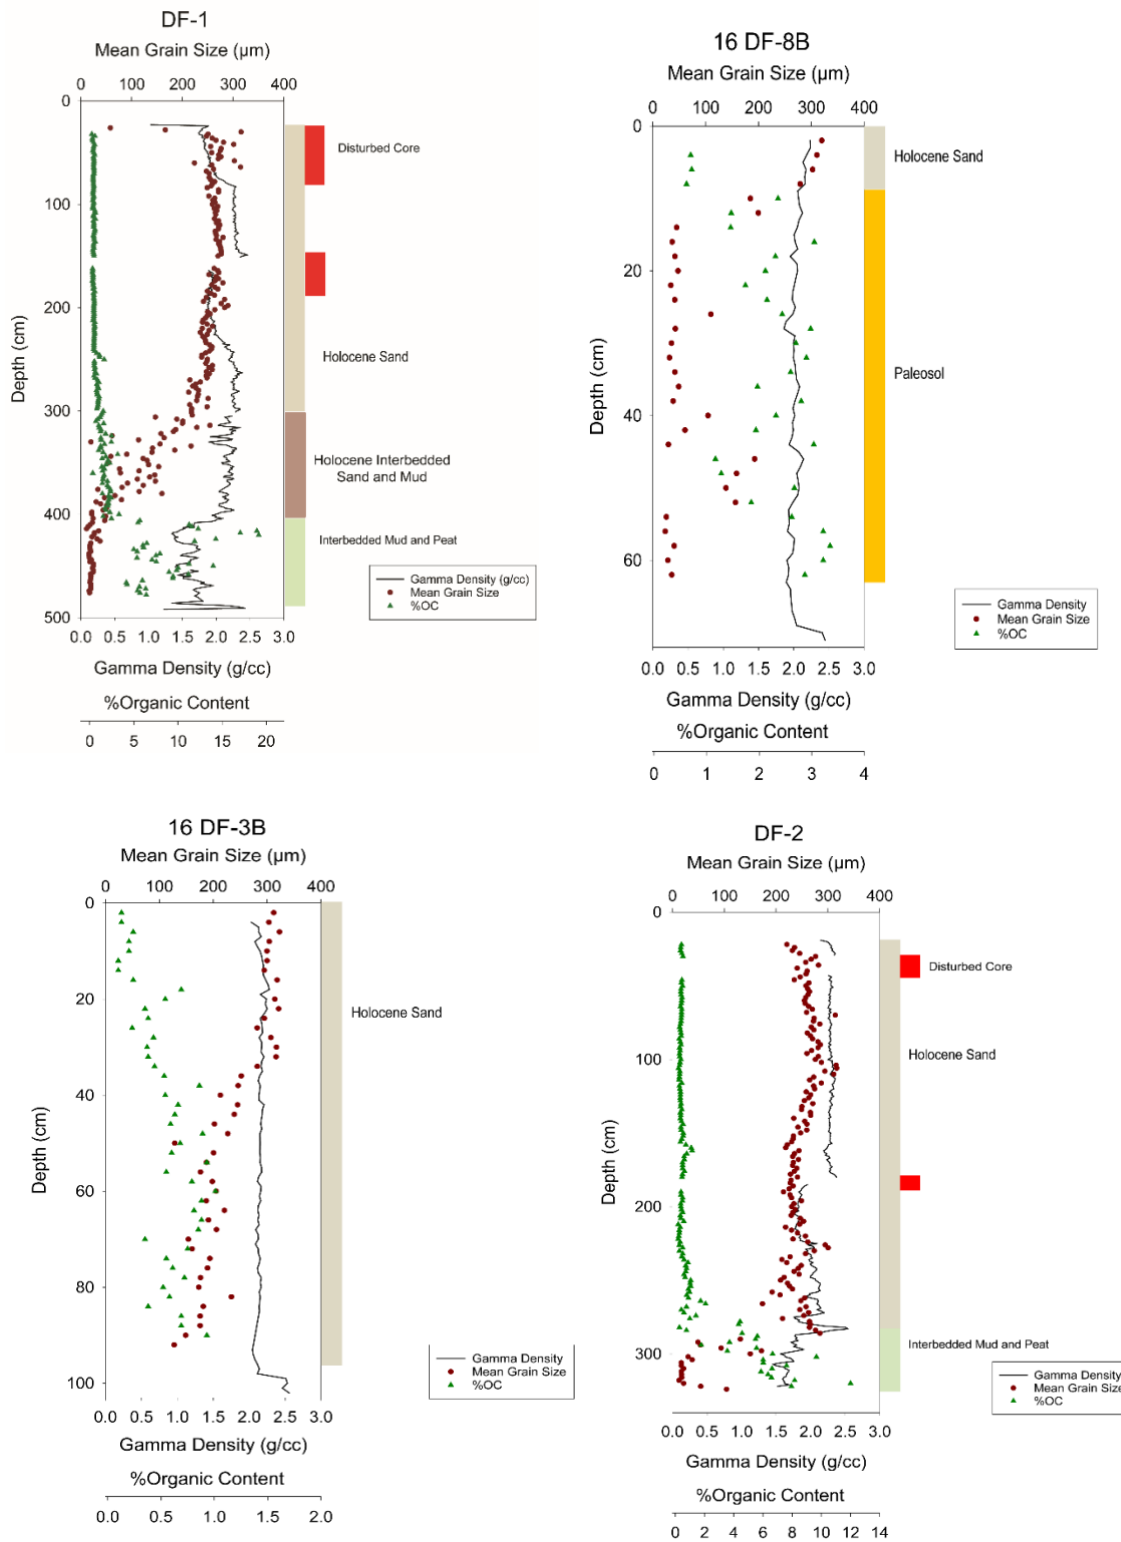 DF-1
Mean Grain Size (µm)
0 100 200 300 400
0
100
200
300
400
500
Depth (cm)
Disturbed Core
Holocene Sand
Holocene Interbedded
Sand and Mud
Interbedded Mud and Peat
Gamma Density (g/cc)
Mean Grain Size
%OC
0.0 0.5 1.0 1.5 2.0 2.5 3.0
Gamma Density (g/cc)
%Organic Content
0 5 10 15 20
16 DF-8B
Mean Grain Size (µm)
0 100 200 300 400
0
20
40
60
Depth (cm)
Holocene Sand
Paleosol
Gamma Density
Mean Grain Size
%OC
0.0 0.5 1.0 1.5 2.0 2.5 3.0
Gamma Density (g/cc)
%Organic Content
0 1 2 3 4
16 DF-3B
Mean Grain Size (µm)
0 100 200 300 400
0
20
40
60
80
100
Depth (cm)
Holocene Sand
Gamma Density
Mean Grain Size
%OC
0.0 0.5 1.0 1.5 2.0 2.5 3.0
Gamma Density (g/cc)
%Organic Content
0.0 0.5 1.0 1.5 2.0
DF-2
Mean Grain Size (µm)
0 100 200 300 400
0
100
200
300
Depth (cm)
Disturbed Core
Holocene Sand
Interbedded Mud and Peat
Gamma Density
Mean Grain Size
%OC
0.0 0.5 1.0 1.5 2.0 2.5 3.0
Gamma Density (g/cc)
%Organic Content
0 2 4 6 8 10 12 14